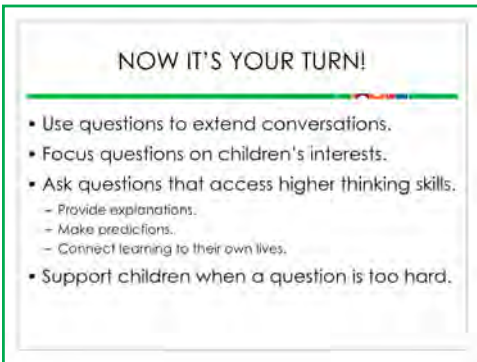 NOW IT'S YOUR TURN!
• Use questions to extend conversations.
• Focus questions on children's interests.
• Ask questions that access higher thinking skills.
– Provide explanations.
– Make predictions.
– Connect learning to their own lives.
• Support children when a question is too hard.